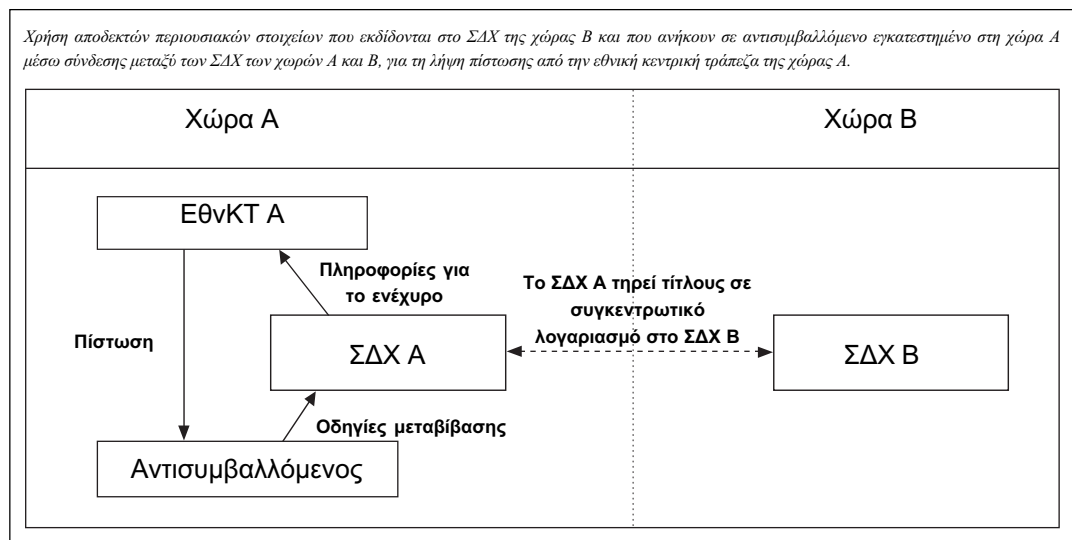 Χρήση αποδεκτών περιουσιακών στοιχείων που εκδίδονται στο ΣΔΧ της χώρας Β και που ανήκουν σε αντισυμβαλλόμενο εγκατεστημένο στη χώρα Α
μέσω σύνδεσης μεταξύ των ΣΔΧ των χωρών Α και Β, για τη λήψη πίστωσης από την εθνική κεντρική τράπεζα της χώρας Α.
Χώρα Α
Χώρα Β
ΕθνΚΤ Α
Πληροφορίες για
το ενέχυρο
Το ΣΔΧ Α τηρεί τίτλους σε
συγκεντρωτικό
λογαριασμό στο ΣΔΧ Β
Πίστωση
ΣΔΧ Α
ΣΔΧ Β
Οδηγίες μεταβίβασης
Αντισυμβαλλόμενος